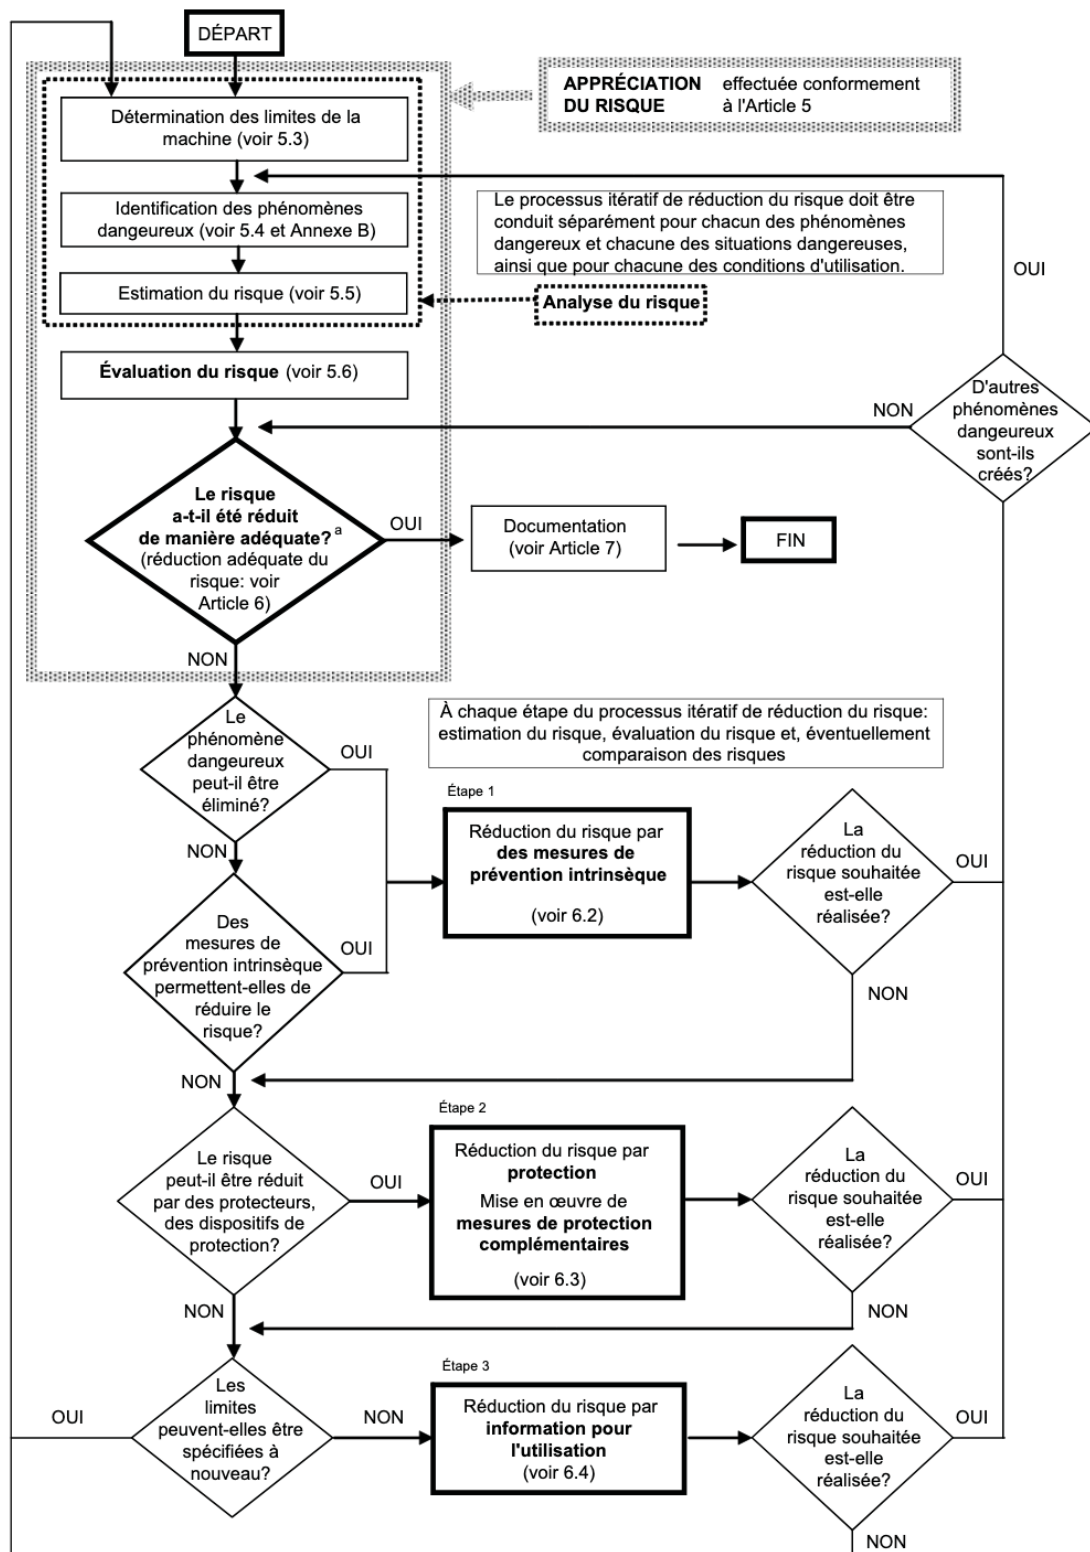 DÉPART
APPRÉCIATION effectuée conformement
DU RISQUE à l'Article 5
Détermination des limites de la
machine (voir 5.3)
Identification des phénomènes
dangeureux (voir 5.4 et Annexe B)
Le processus itératif de réduction du risque doit être
conduit séparément pour chacun des phénomènes
dangereux et chacune des situations dangereuses,
ainsi que pour chacune des conditions d'utilisation.
OUI
Estimation du risque (voir 5.5)
Analyse du risque
Évaluation du risque (voir 5.6)
NON
D'autres
phénomènes
dangeureux
sont-ils
créés?
Le risque
a-t-il été réduit
de manière adéquate? a
(réduction adéquate du
risque: voir
Article 6)
OUI
Documentation
(voir Article 7)
FIN
NON
Le
phénomène
dangeureux
peut-il être
éliminé?
OUI
À chaque étape du processus itératif de réduction du risque:
estimation du risque, évaluation du risque et, éventuellement
comparaison des risques
NON
Étape 1
Réduction du risque par
des mesures de
prévention intrinsèque
(voir 6.2)
La
réduction du
risque souhaitée
est-elle
réalisée?
OUI
Des
mesures de
prévention intrinsèque
permettent-elles de
réduire le
risque?
OUI
NON
NON
Étape 2
Le risque
peut-il être réduit
par des protecteurs,
des dispositifs de
protection?
OUI
Réduction du risque par
protection
Mise en œuvre de
mesures de protection
complémentaires
(voir 6.3)
La
réduction du
risque souhaitée
est-elle
réalisée?
OUI
NON
NON
Étape 3
OUI
Les
limites
peuvent-elles être
spécifiées à
nouveau?
NON
Réduction du risque par
information pour
l'utilisation
(voir 6.4)
La
réduction du
risque souhaitée
est-elle
réalisée?
OUI
NON